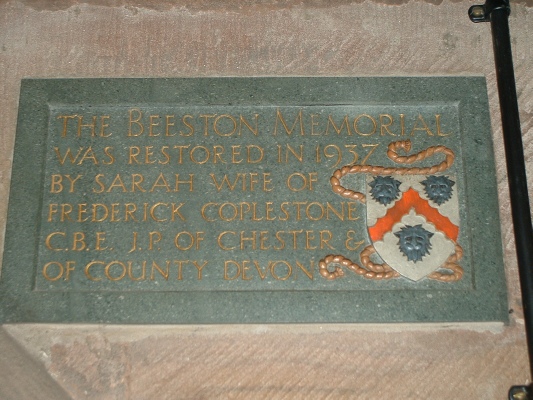 THE BEESTON MEMORIAL
WAS RESTORED IN 1937
BY SARAH WIFE OF
FREDERICK COPLESTONE
C.B.E. J.P. OF CHESTER &
OF COUNTY DEVON